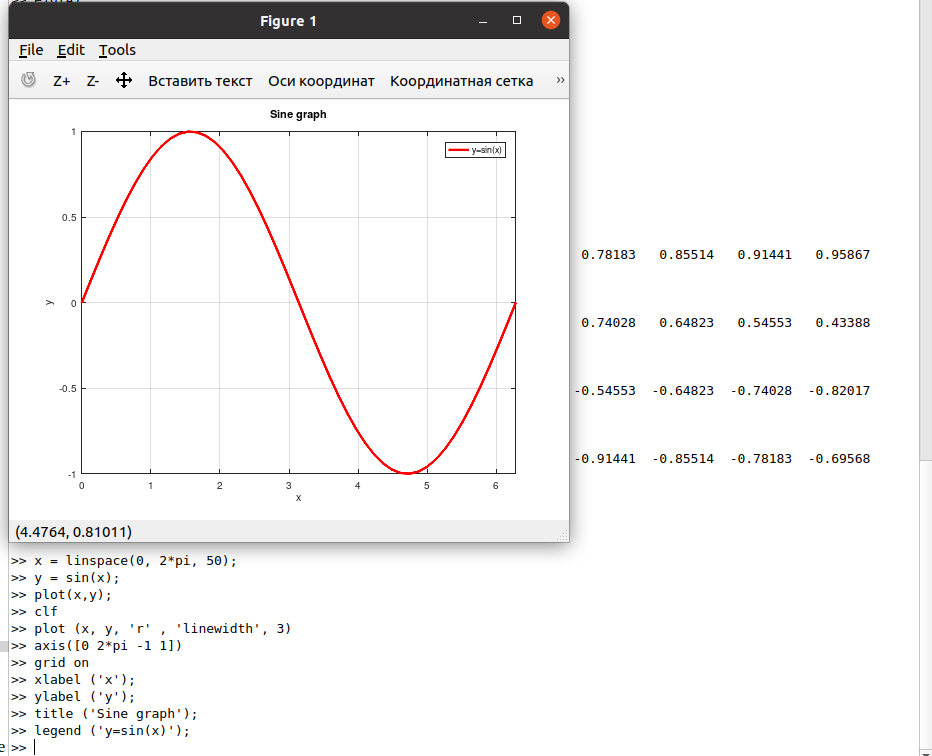 Figure 1
File Edit Tools
Z+ Z- Вставить текст Оси координат Координатная сетка »
Sine graph
1
y=sin(x)
0.5
0.78183 0.85514 0.91441 0.95867
y
0
0.74028 0.64823 0.54553 0.43388
-0.5
-0.54553 -0.64823 -0.74028 -0.82017
-1
-0.91441 -0.85514 -0.78183 -0.69568
0 1 2 3 4 5 6
x
(4.4764, 0.81011)
>> x = linspace(0, 2*pi, 50);
>> y = sin(x);
>> plot(x,y);
>> clf
>> plot (x, y, 'r' , 'linewidth', 3)
>> axis([0 2*pi -1 1])
>> grid on
>> xlabel ('x');
>> ylabel ('y');
>> title ('Sine graph');
>> legend ('y=sin(x)');
e >>